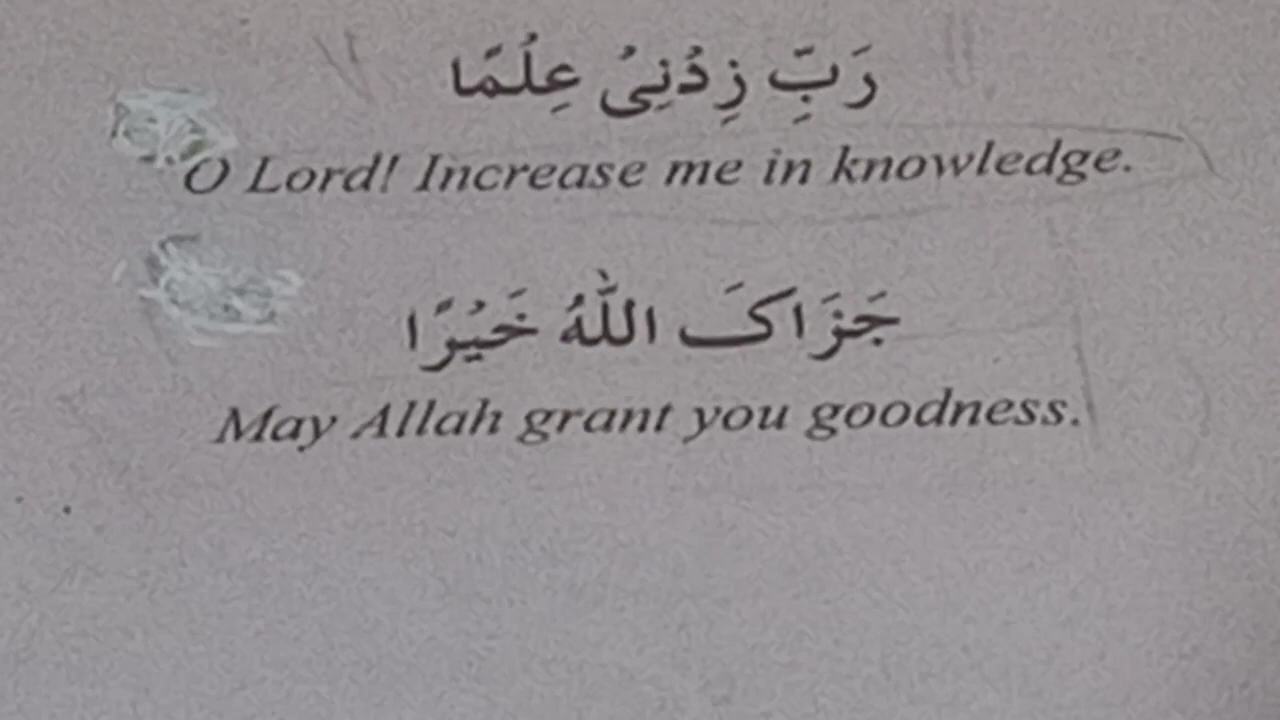 رَبِّ زِدْنِیْ عِلْمًا
O Lord! Increase me in knowledge.
جَزَاکَ اللّٰهُ خَیْرًا
May Allah grant you goodness.